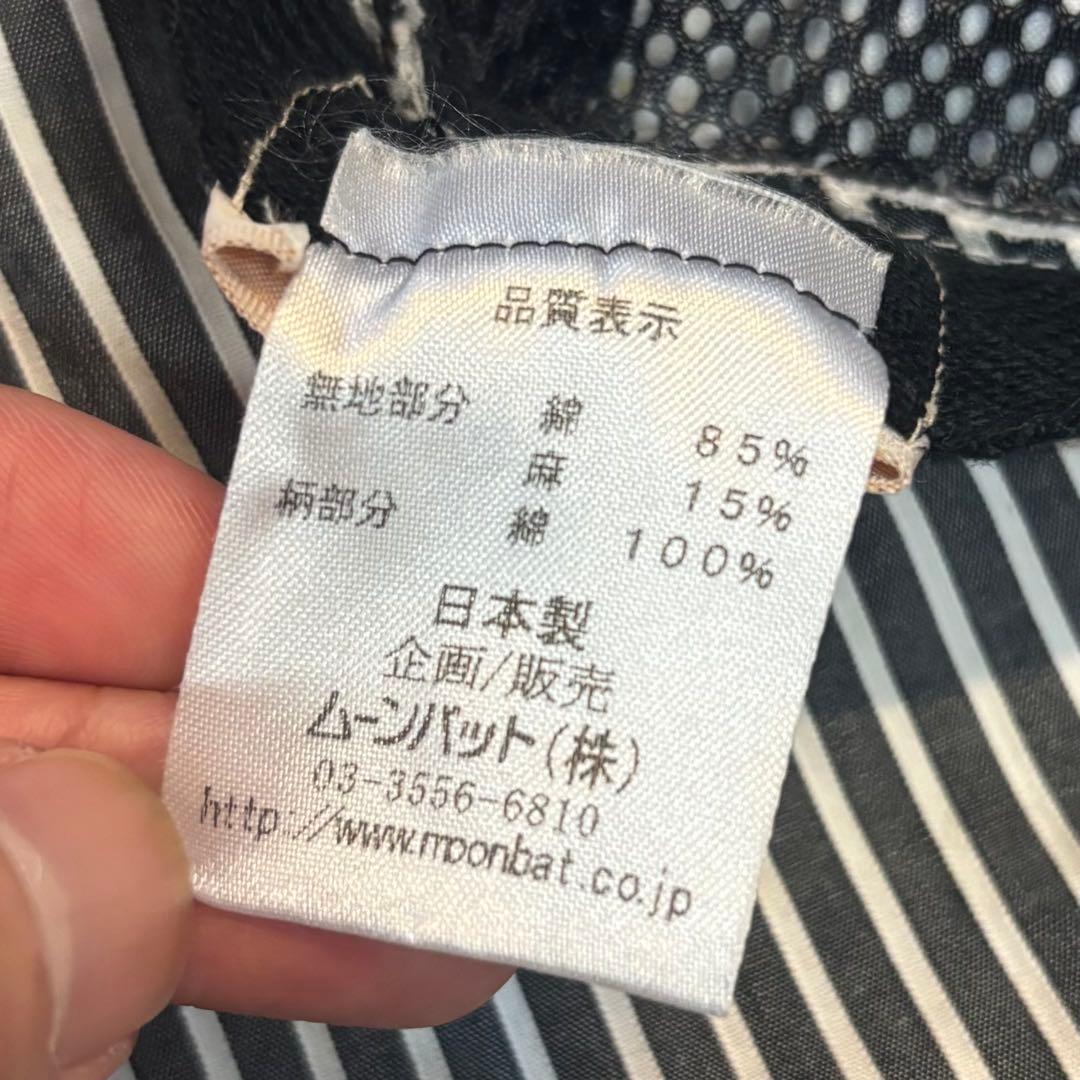 品質表示
無地部分 綿 85%
麻 15%
柄部分 綿 100%
日本製
企画/販売
ムーンバット(株)
03-3556-6810
http://www.moonbat.co.jp